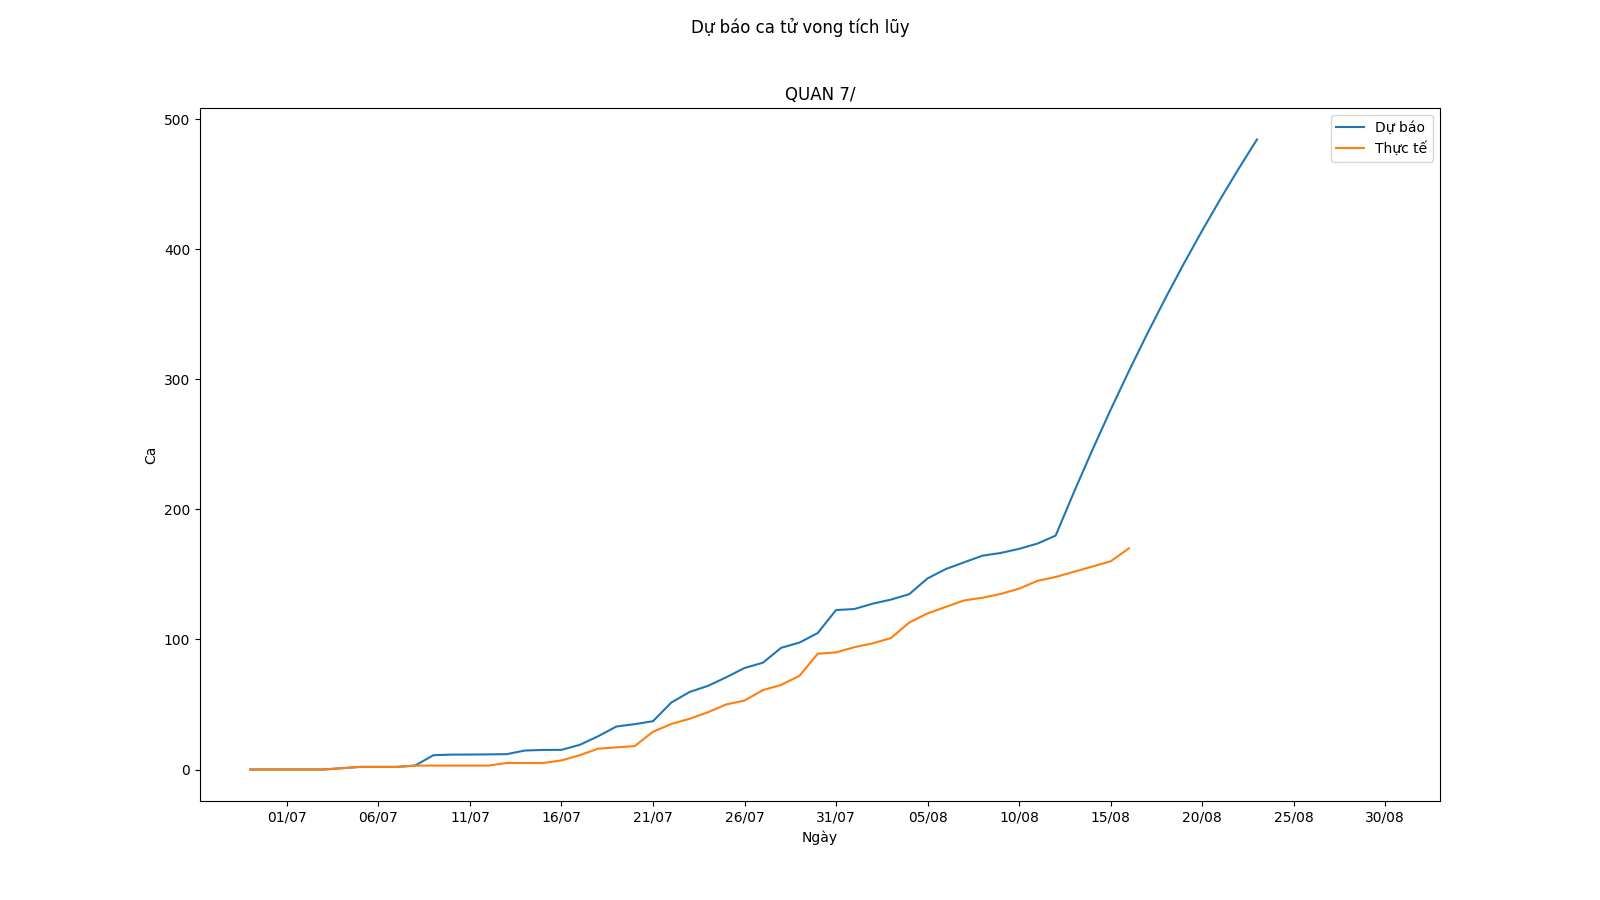 Dự báo ca tử vong tích lũy
QUAN 7/
500
400
300
200
100
0
Ca
Dự báo
Thực tế
01/07 06/07 11/07 16/07 21/07 26/07 31/07 05/08 10/08 15/08 20/08 25/08 30/08
Ngày